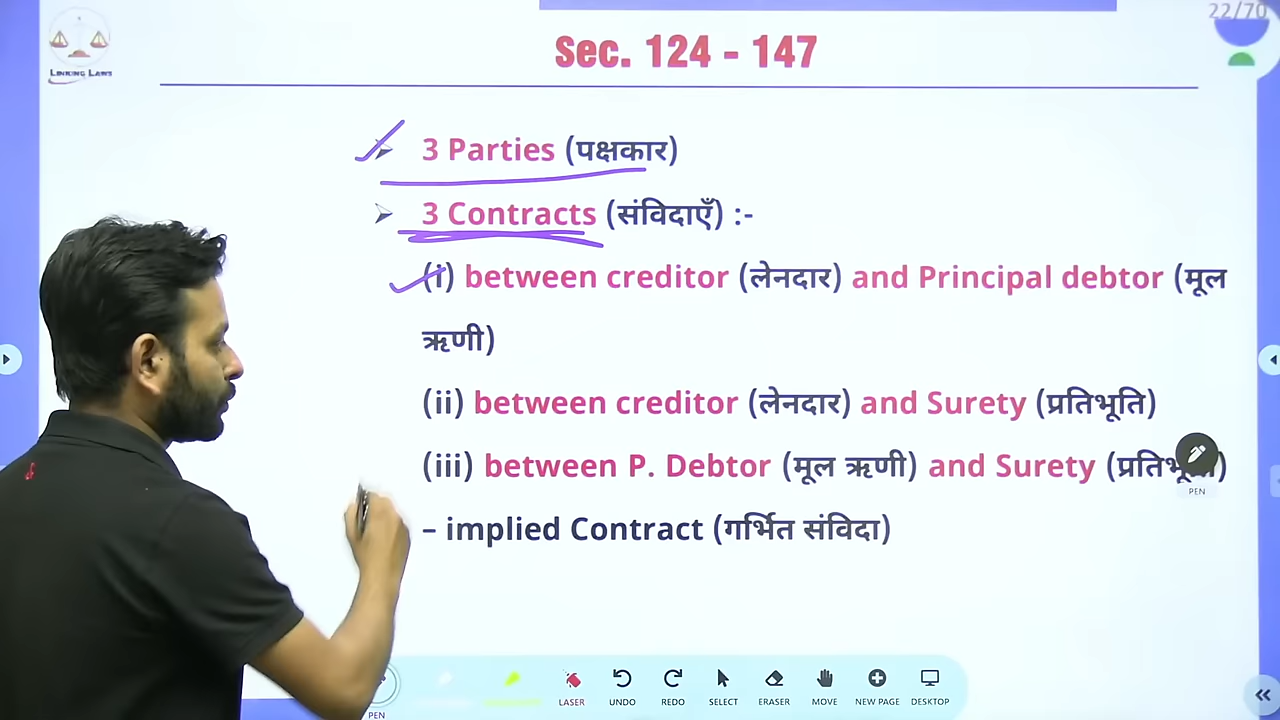 22/70
LINKING LAWS
Sec. 124 - 147
3 Parties (पक्षकार)
3 Contracts (संविदाएँ) :-
(i) between creditor (लेनदार) and Principal debtor (मूल
ऋणी)
(ii) between creditor (लेनदार) and Surety (प्रतिभूति)
(iii) between P. Debtor (मूल ऋणी) and Surety
– implied Contract (गर्भित संविदा)
PEN
PEN
LASER
UNDO
REDO
SELECT
ERASER
MOVE
NEW PAGE
DESKTOP